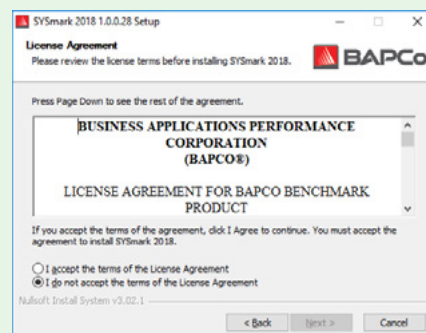 SYSmark 2018 1.0.0.28 Setup
License Agreement
Please review the license terms before installing SYSmark 2018.
BAPCo
Press Page Down to see the rest of the agreement.
BUSINESS APPLICATIONS PERFORMANCE
CORPORATION
(BAPCO®)
LICENSE AGREEMENT FOR BAPCO BENCHMARK
PRODUCT
If you accept the terms of the agreement, click I Agree to continue. You must accept the
agreement to install SYSmark 2018.
I accept the terms of the License Agreement
I do not accept the terms of the License Agreement
Nullsoft Install System v3.02.1
< Back
Next >
Cancel